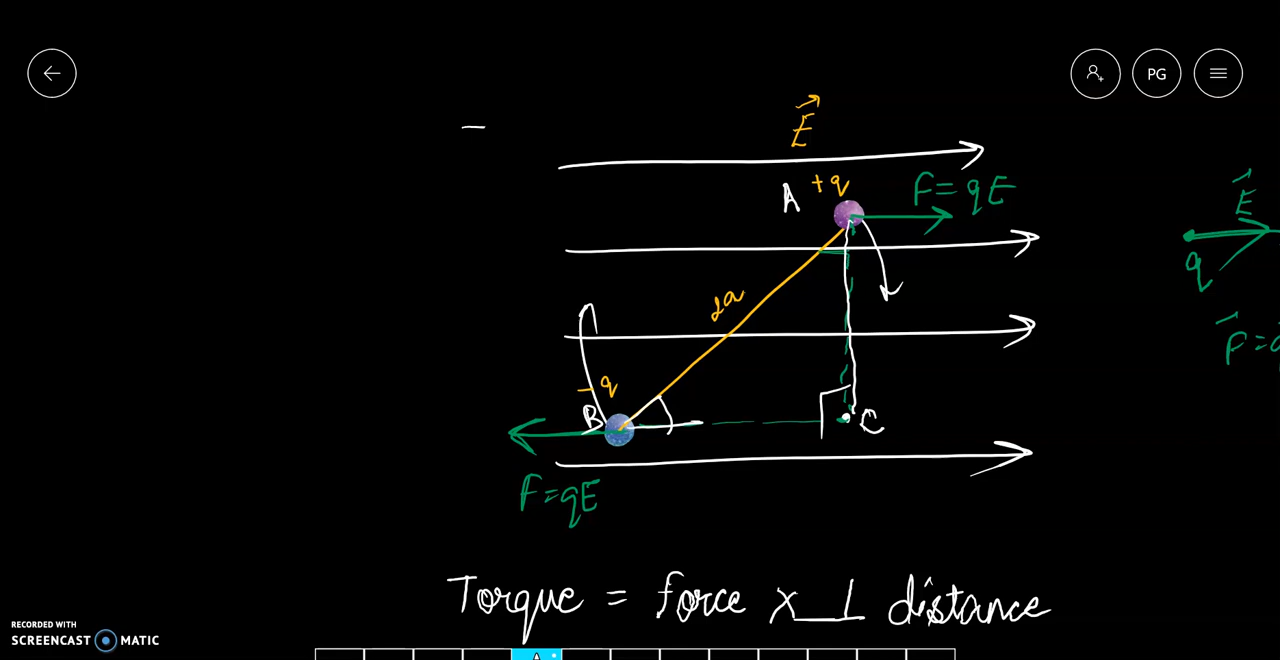 PG
E
A +q
F = qE
E
2a
q
-q
B
C
F = qE
Torque = force x ⊥ distance
RECORDED WITH
SCREENCAST MATIC
A